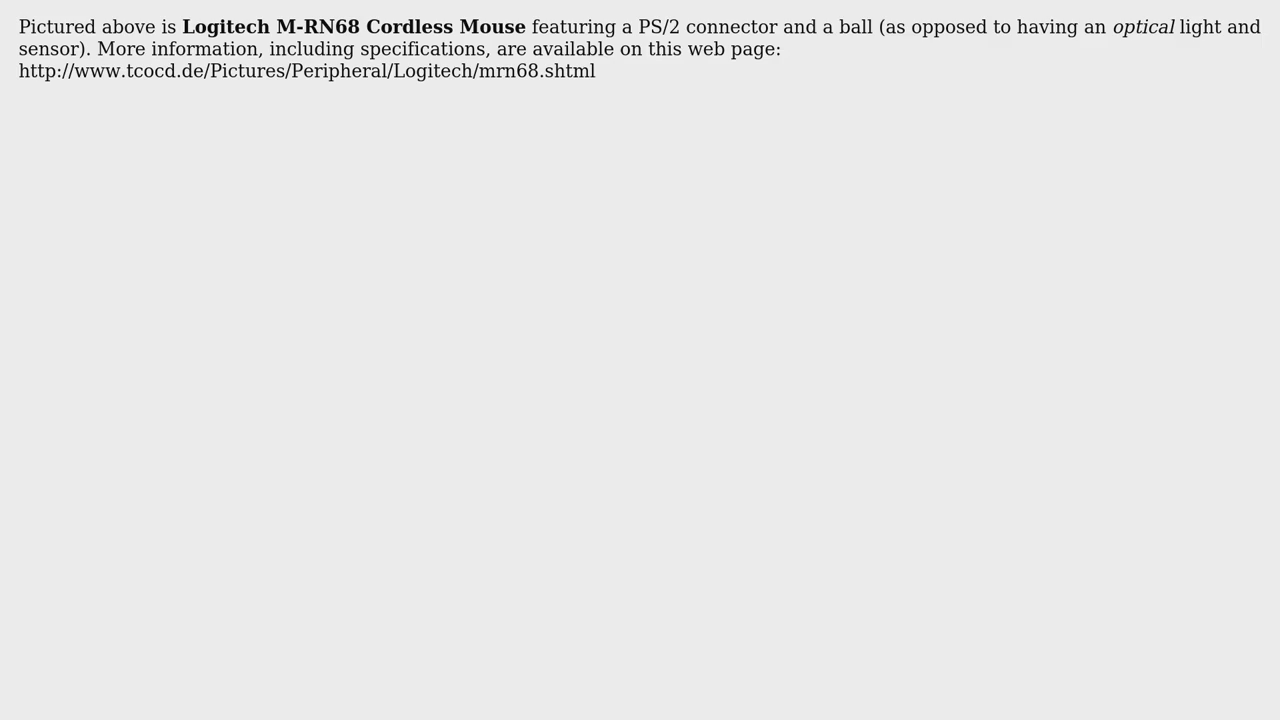 Pictured above is Logitech M-RN68 Cordless Mouse featuring a PS/2 connector and a ball (as opposed to having an optical light and
sensor). More information, including specifications, are available on this web page:
http://www.tcocd.de/Pictures/Peripheral/Logitech/mrn68.shtml